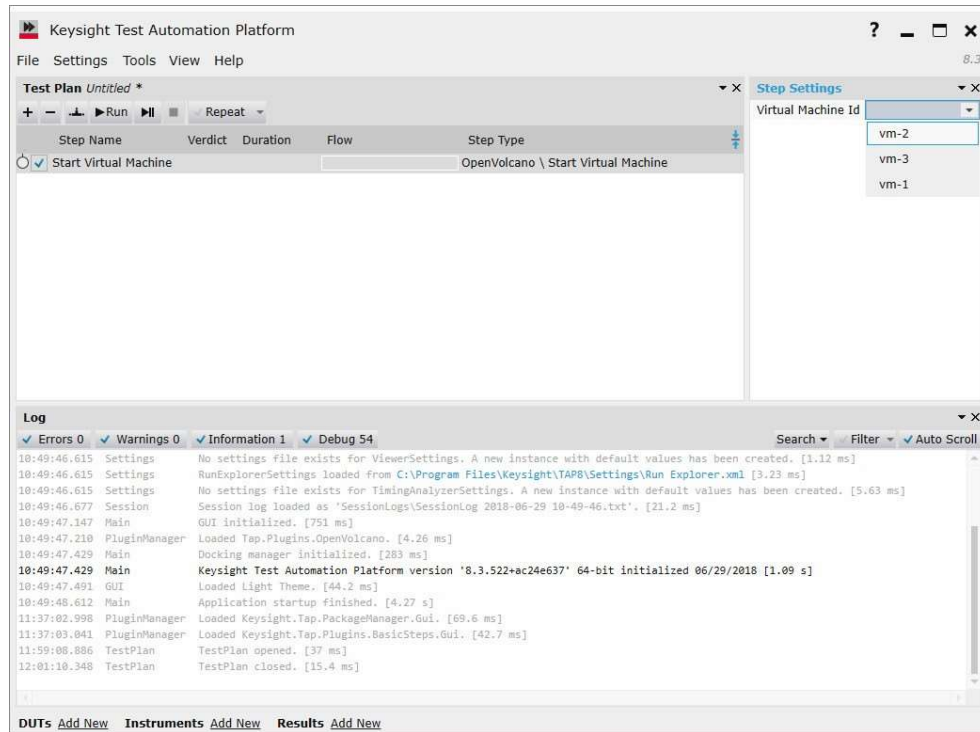 Keysight Test Automation Platform
? 
File Settings Tools View Help
8.3
Test Plan Untitled *
Step Settings
+ − Run Repeat
Virtual Machine Id
Step Name Verdict Duration Flow Step Type
vm-2
Start Virtual Machine OpenVolcano \ Start Virtual Machine
vm-3
vm-1
Log
Errors 0 Warnings 0 Information 1 Debug 54 Search Filter Auto Scroll
10:49:46.615 Settings No settings file exists for ViewerSettings. A new instance with default values has been created. [1.12 ms]
10:49:46.615 Settings RunExplorerSettings loaded from C:\Program Files\Keysight\TAP8\Settings\Run Explorer.xml [3.23 ms]
10:49:46.615 Settings No settings file exists for TimingAnalyzerSettings. A new instance with default values has been created. [5.63 ms]
10:49:46.677 Session Session log loaded as 'SessionLogs\SessionLog 2018-06-29 10-49-46.txt'. [21.2 ms]
10:49:47.147 Main GUI initialized. [751 ms]
10:49:47.210 PluginManager Loaded Tap.Plugins.OpenVolcano. [4.26 ms]
10:49:47.429 Main Docking manager initialized. [283 ms]
10:49:47.429 Main Keysight Test Automation Platform version '8.3.522+ac24e637' 64-bit initialized 06/29/2018 [1.09 s]
10:49:47.491 GUI Loaded Light Theme. [44.2 ms]
10:49:48.612 Main Application startup finished. [4.27 s]
11:37:02.998 PluginManager Loaded Keysight.Tap.PackageManager.Gui. [69.6 ms]
11:37:03.041 PluginManager Loaded Keysight.Tap.Plugins.BasicSteps.Gui. [42.7 ms]
11:59:08.886 TestPlan TestPlan opened. [37 ms]
12:01:10.348 TestPlan TestPlan closed. [15.4 ms]
DUTs Add New Instruments Add New Results Add New